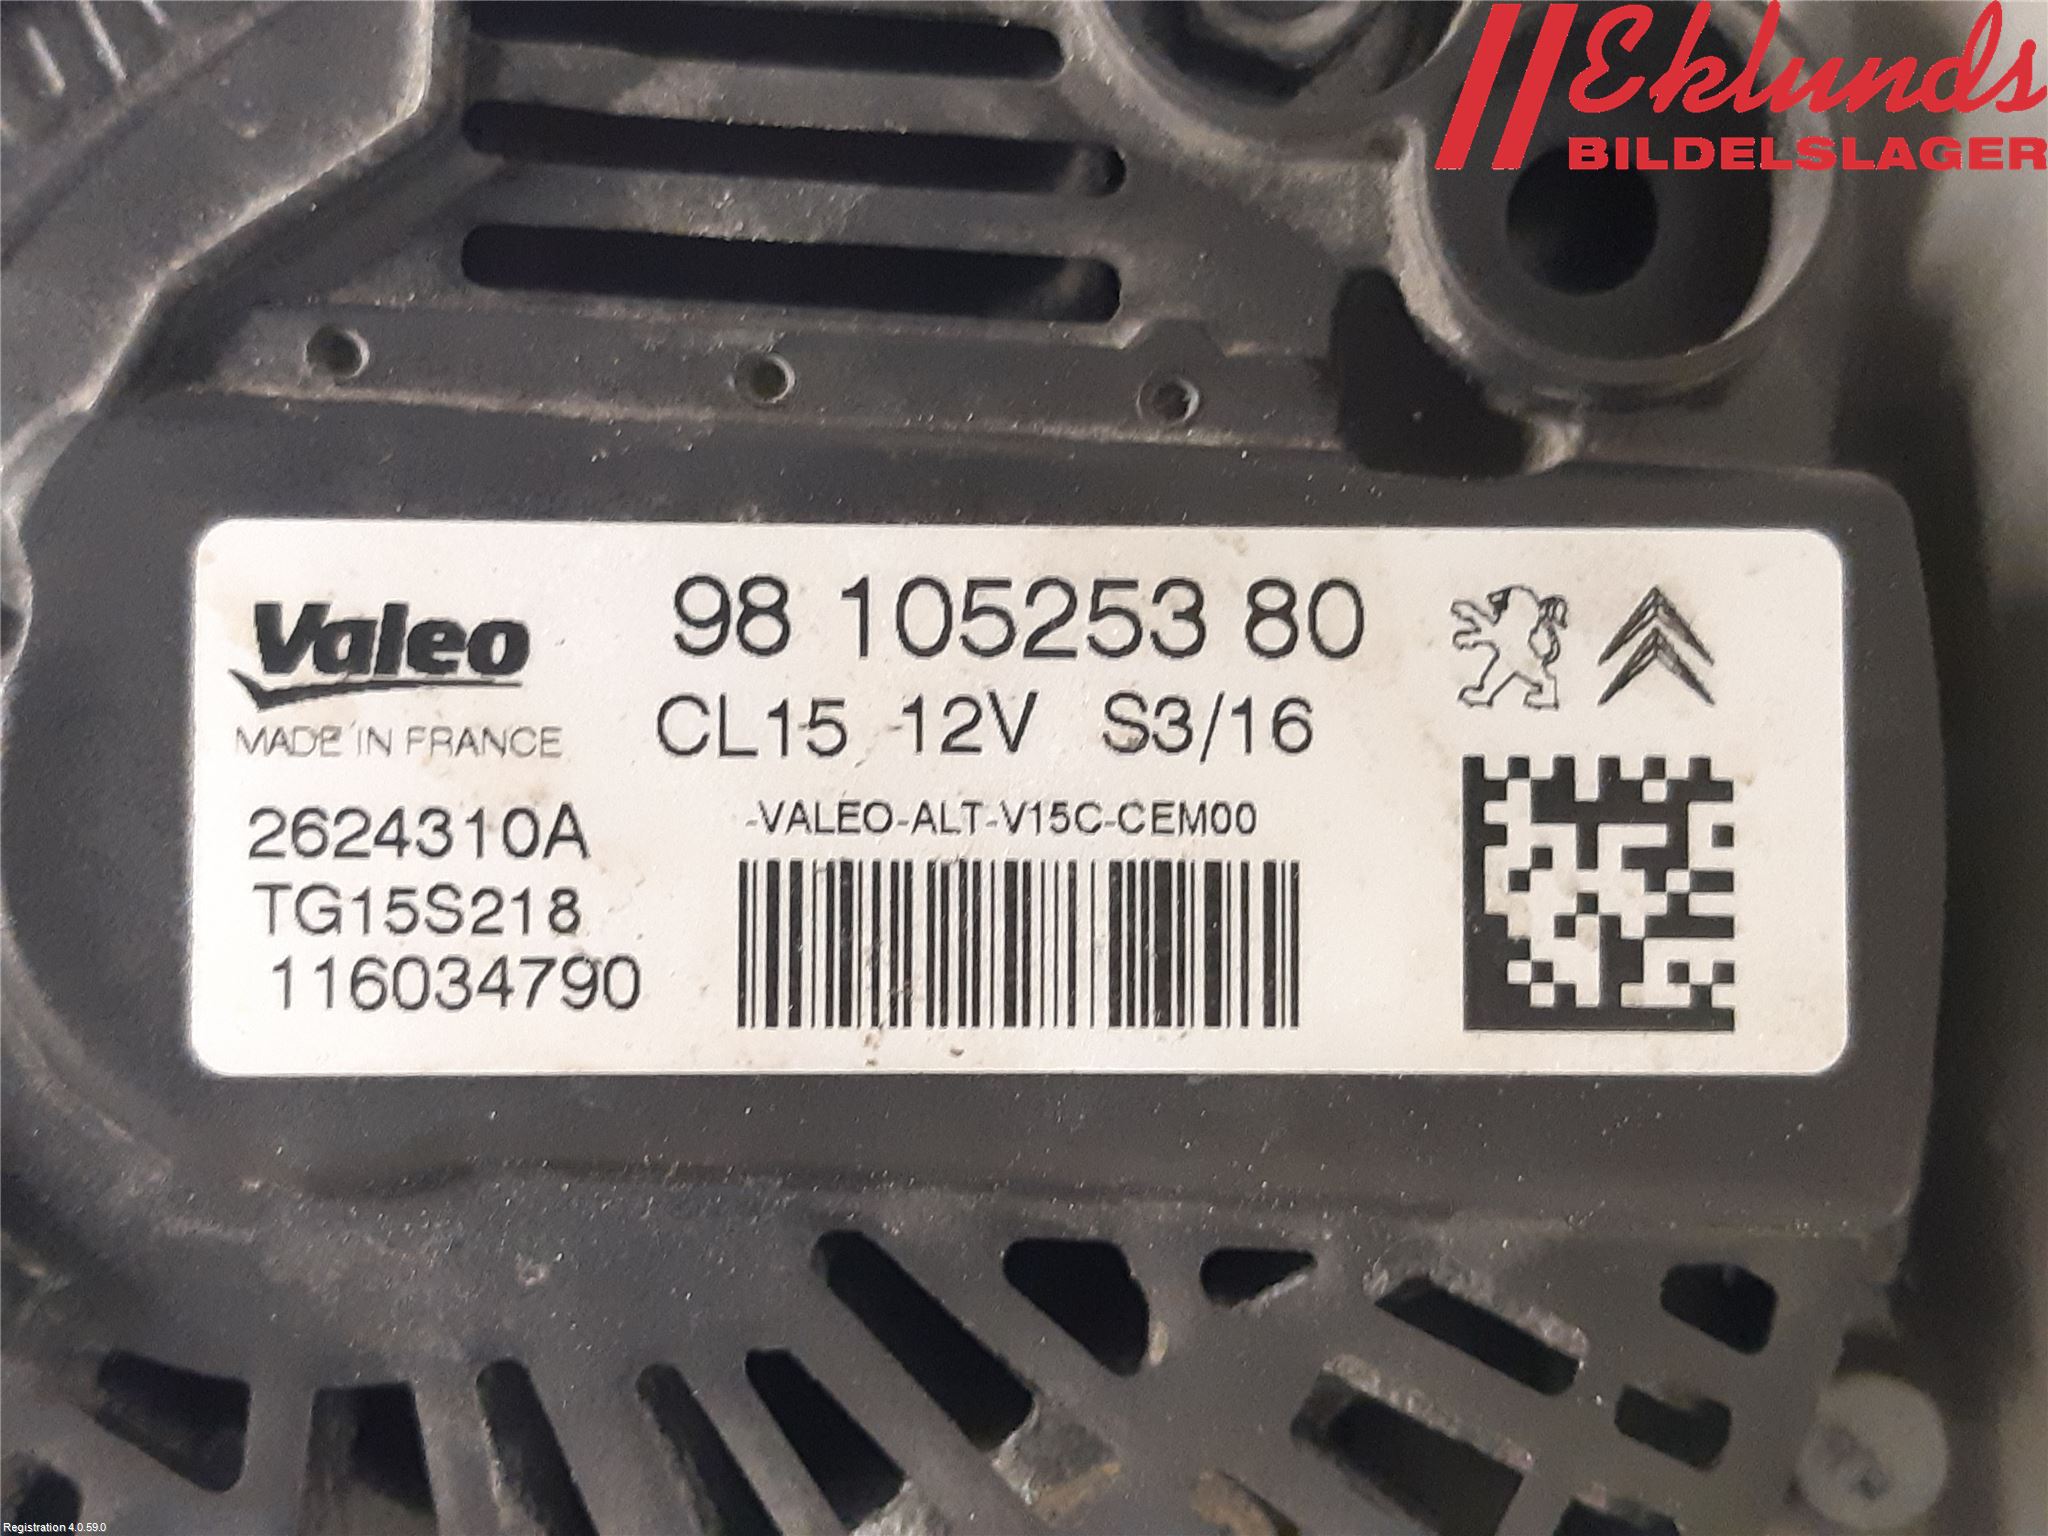 Eklunds
BILDELSLAGER
Valeo
MADE IN FRANCE
98 105253 80
CL15 12V S3/16
2624310A
TG15S218
116034790
-VALEO-ALT-V15C-CEM00
Registration 4.0.59.0